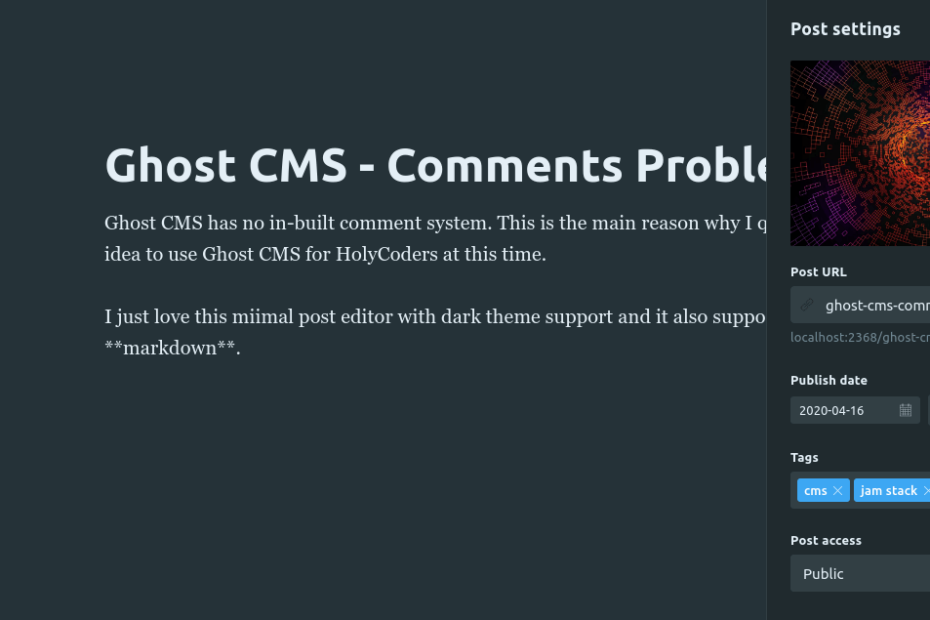 Post settings
Ghost CMS - Comments Proble
Ghost CMS has no in-built comment system. This is the main reason why I q
idea to use Ghost CMS for HolyCoders at this time.
I just love this miimal post editor with dark theme support and it also suppo
**markdown**.
Post URL
ghost-cms-comm
localhost:2368/ghost-cm
Publish date
2020-04-16
Tags
cms
jam stack
Post access
Public